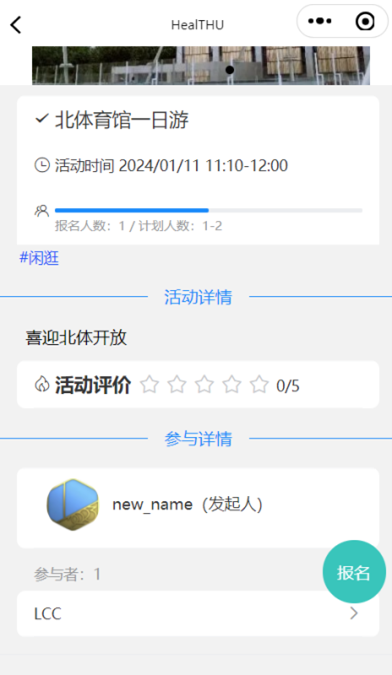 HealTHU
北体育馆一日游
活动时间 2024/01/11 11:10-12:00
报名人数：1 / 计划人数：1-2
#闲逛
活动详情
喜迎北体开放
活动评价 0/5
参与详情
new_name（发起人）
参与者：1
报名
LCC